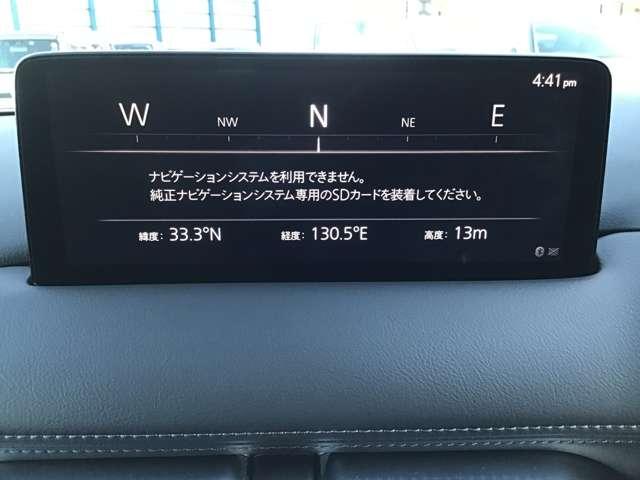 4:41pm
W NW N NE E
ナビゲーションシステムを利用できません。
純正ナビゲーションシステム専用のSDカードを装着してください。
緯度: 33.3°N 経度: 130.5°E 高度: 13m